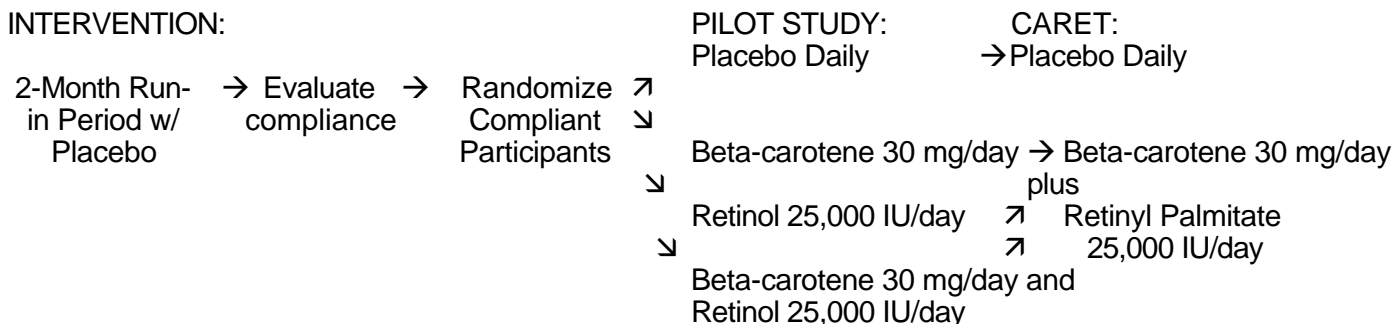 INTERVENTION: PILOT STUDY: CARET:
Placebo Daily → Placebo Daily
2-Month Run- → Evaluate → Randomize ↗
in Period w/ compliance Compliant ↘
Placebo Participants Beta-carotene 30 mg/day → Beta-carotene 30 mg/day
↘ plus
Retinol 25,000 IU/day ↗ Retinyl Palmitate
↘ ↗ 25,000 IU/day
Beta-carotene 30 mg/day and
Retinol 25,000 IU/day